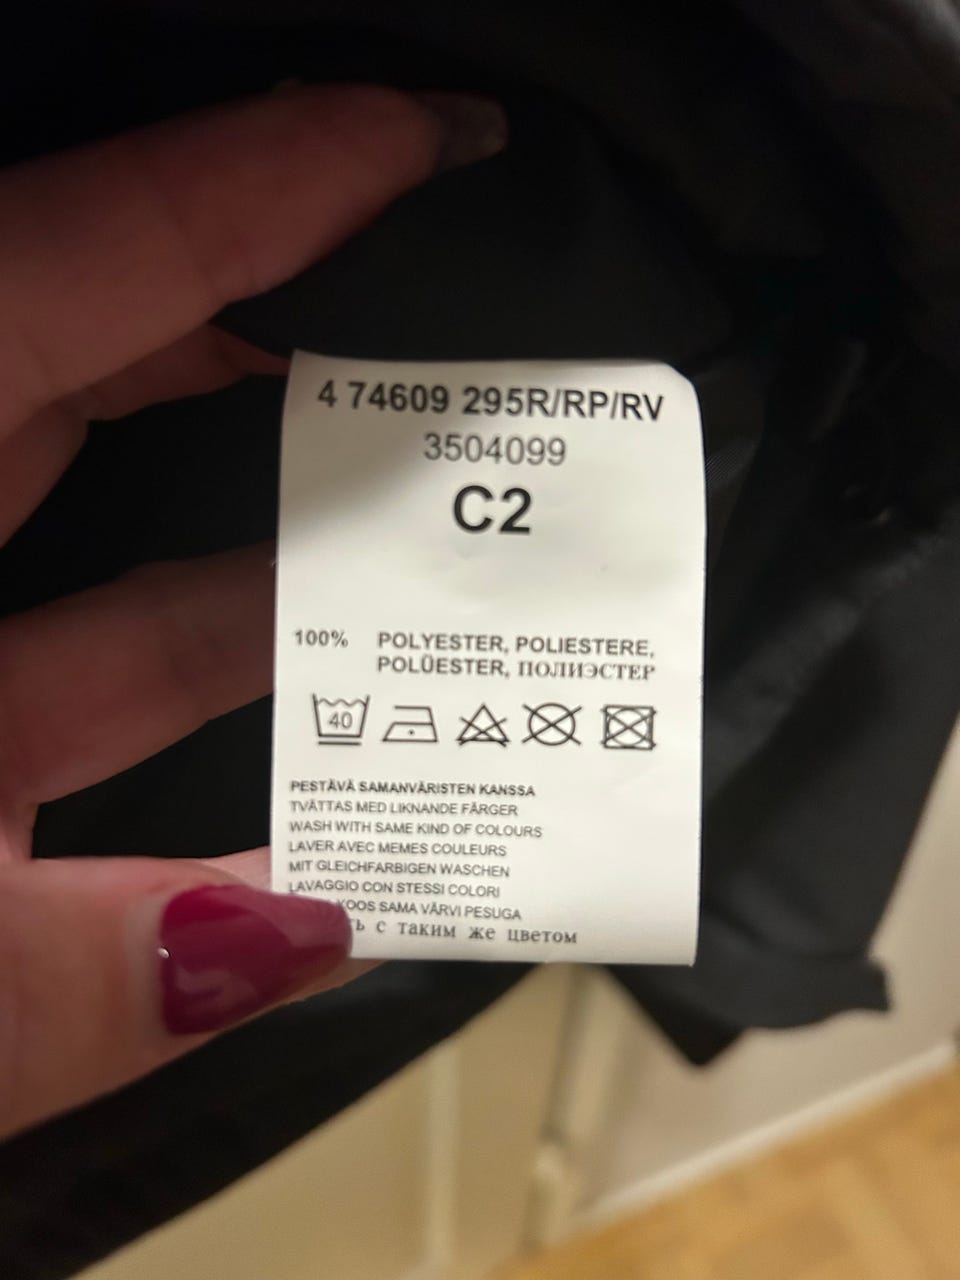 4 74609 295R/RP/RV
3504099
C2
100% POLYESTER, POLIESTERE,
POLÜESTER, ПОЛИЭСТЕР
40
PESTÄVÄ SAMANVÄRISTEN KANSSA
TVÄTTAS MED LIKNANDE FÄRGER
WASH WITH SAME KIND OF COLOURS
LAVER AVEC MEMES COULEURS
MIT GLEICHFARBIGEN WASCHEN
LAVAGGIO CON STESSI COLORI
KOOS SAMA VÄRVI PESUGA
с таким же цветом